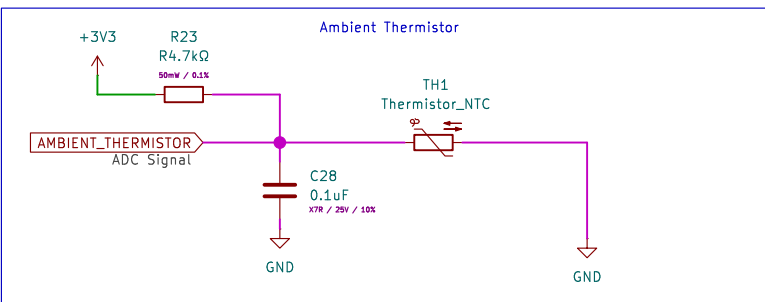 Ambient Thermistor
+3V3
R23
R4.7kΩ
50mW / 0.1%
TH1
Thermistor_NTC
AMBIENT_THERMISTOR
ADC Signal
C28
0.1uF
X7R / 25V / 10%
GND
GND